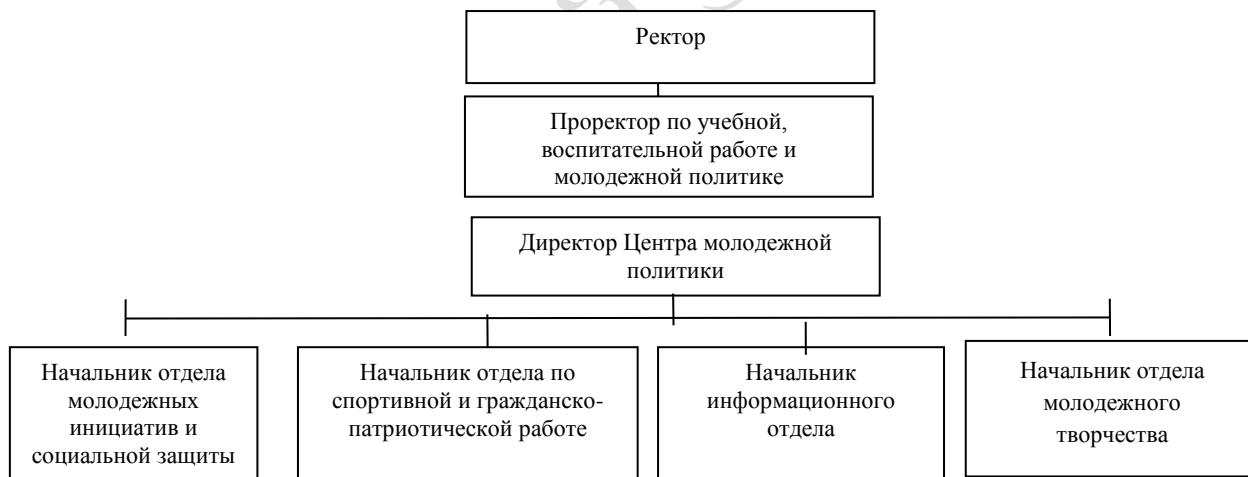 Ректор
Проректор по учебной,
воспитательной работе и
молодежной политике
Директор Центра молодежной
политики
Начальник отдела
молодежных
инициатив и
социальной защиты
Начальник отдела по
спортивной и гражданско-
патриотической работе
Начальник
информационного
отдела
Начальник отдела
молодежного
творчества